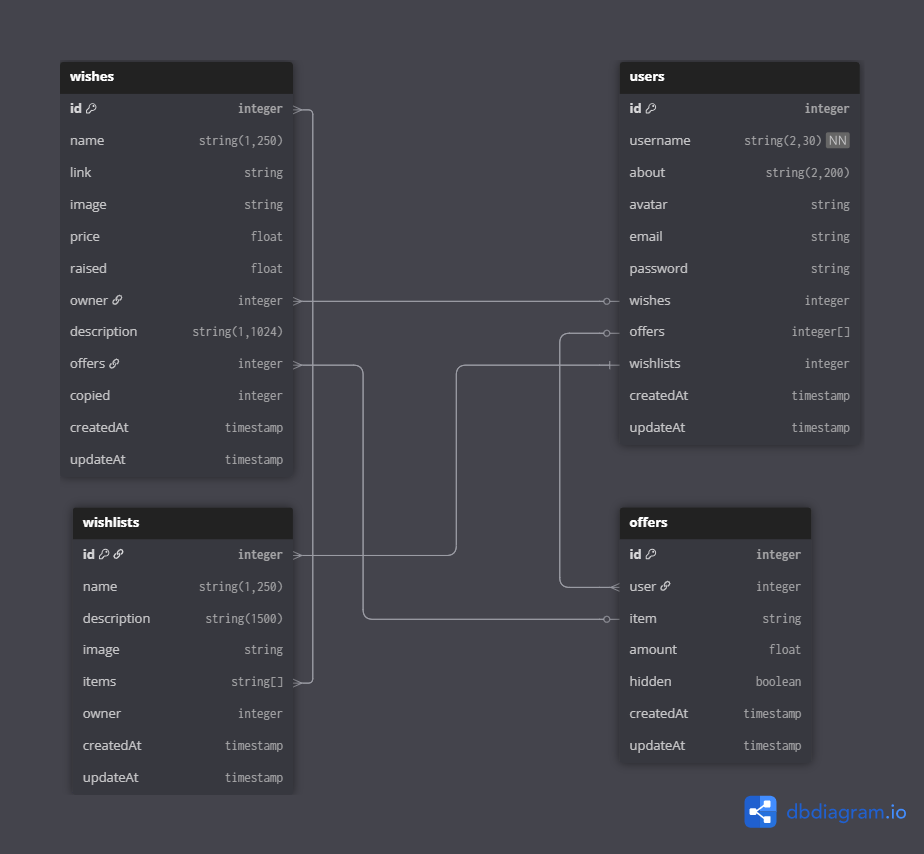 wishes
id integer
name string(1,250)
link string
image string
price float
raised float
owner integer
description string(1,1024)
offers integer
copied integer
createdAt timestamp
updateAt timestamp
users
id integer
username string(2,30) NN
about string(2,200)
avatar string
email string
password string
wishes integer
offers integer[]
wishlists integer
createdAt timestamp
updateAt timestamp
wishlists
id integer
name string(1,250)
description string(1500)
image string
items string[]
owner integer
createdAt timestamp
updateAt timestamp
offers
id integer
user integer
item string
amount float
hidden boolean
createdAt timestamp
updateAt timestamp
dbdiagram.io